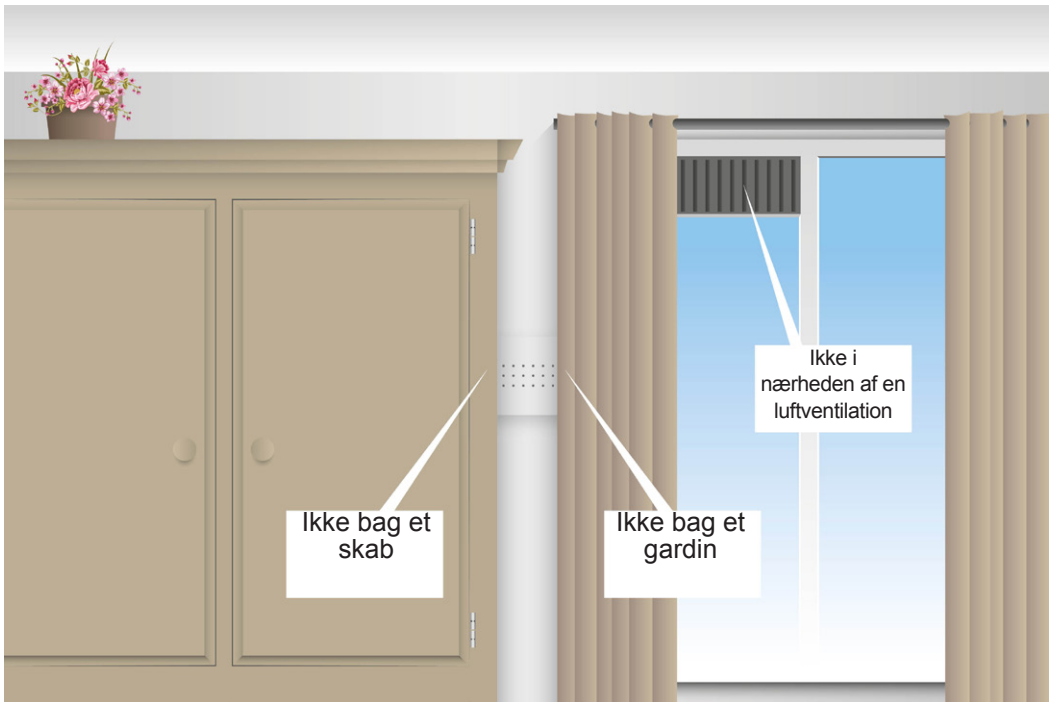 Ikke i
nærheden af en
luftventilation
Ikke bag et
skab
Ikke bag et
gardin